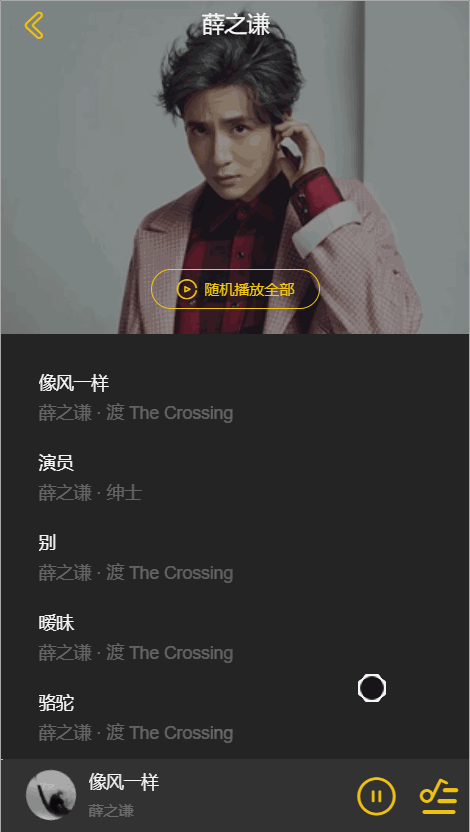 薛之谦
随机播放全部
像风一样
薛之谦 · 渡 The Crossing
演员
薛之谦 · 绅士
别
薛之谦 · 渡 The Crossing
暧昧
薛之谦 · 渡 The Crossing
骆驼
薛之谦 · 渡 The Crossing
像风一样
薛之谦